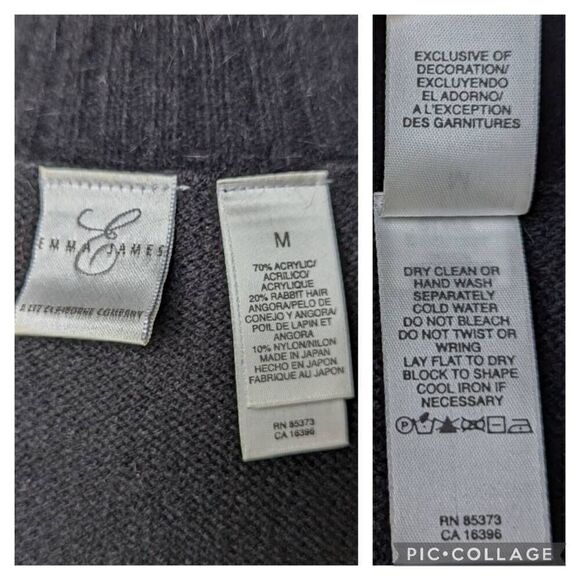 E
EMMA JAMES
A LIZ CLAIBORNE COMPANY
M
70% ACRYLIC/
ACRILICO/
ACRYLIQUE
20% RABBIT HAIR
ANGORA/PELO DE
CONEJO Y ANGORA/
POIL DE LAPIN ET
ANGORA
10% NYLON/NILON
MADE IN JAPAN
HECHO EN JAPON
FABRIQUE AU JAPON
RN 85373
CA 16396
EXCLUSIVE OF
DECORATION/
EXCLUYENDO
EL ADORNO/
A L'EXCEPTION
DES GARNITURES
DRY CLEAN OR
HAND WASH
SEPARATELY
COLD WATER
DO NOT BLEACH
DO NOT TWIST OR
WRING
LAY FLAT TO DRY
BLOCK TO SHAPE
COOL IRON IF
NECESSARY
P
RN 85373
CA 16396
PIC•COLLAGE